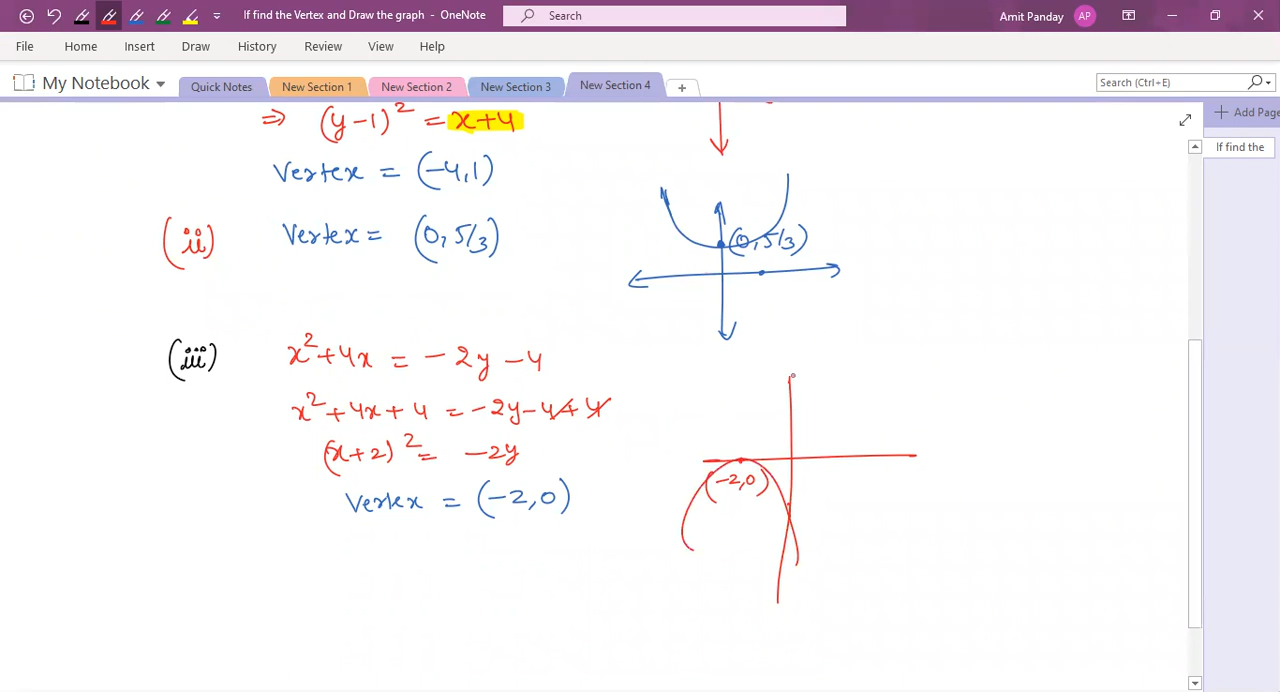 If find the Vertex and Draw the graph - OneNote
Search
Amit Panday AP
File Home Insert Draw History Review View Help
My Notebook
Quick Notes New Section 1 New Section 2 New Section 3 New Section 4 +
Search (Ctrl+E)
+ Add Page
If find the
⇒ (y-1)² = x+4
Vertex = (-4,1)
(ii) Vertex = (0, 5/3)
(0, 5/3)
(iii) x²+4x = -2y -4
x²+4x+4 = -2y-4+4
(x+2)² = -2y
(-2,0)
Vertex = (-2,0)